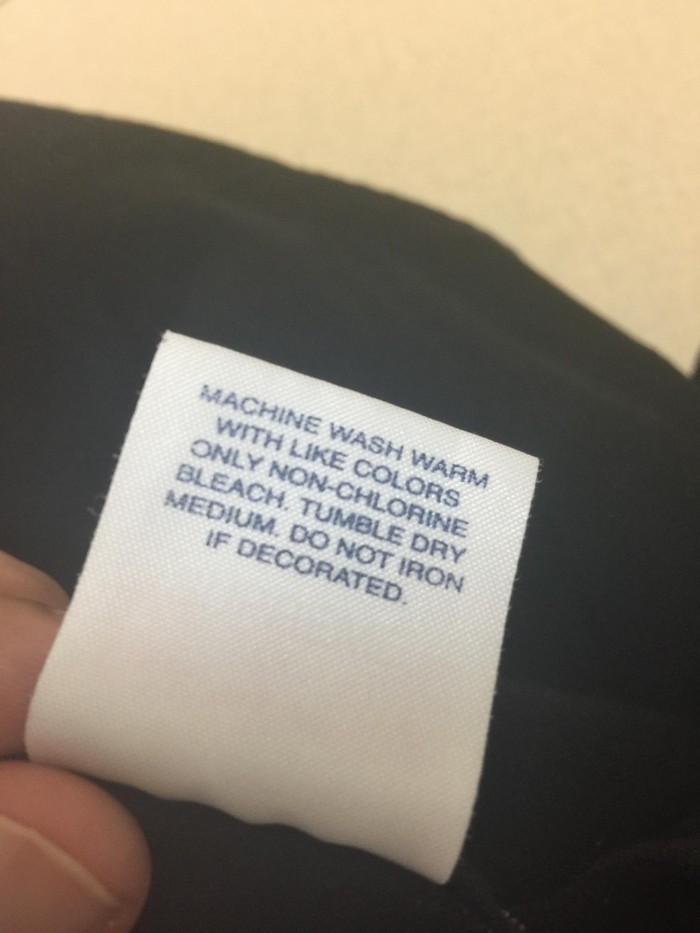 MACHINE WASH WARM
WITH LIKE COLORS
ONLY NON-CHLORINE
BLEACH. TUMBLE DRY
MEDIUM. DO NOT IRON
IF DECORATED.